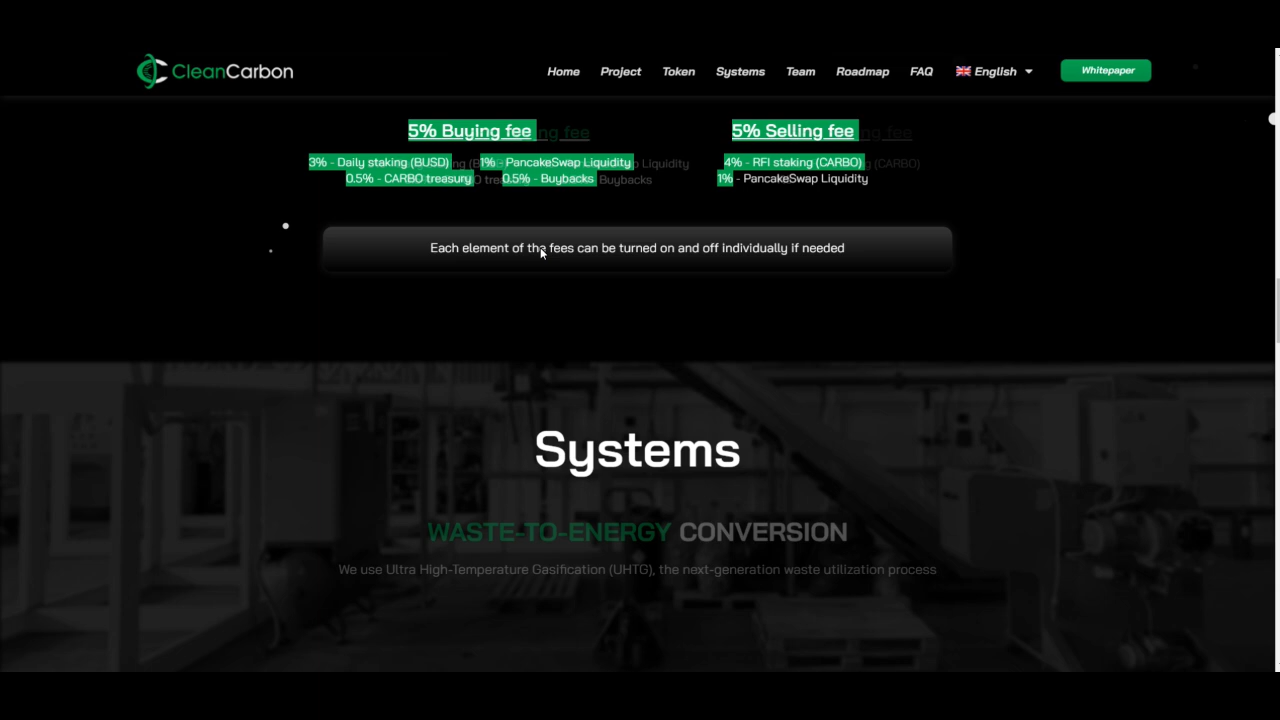 CleanCarbon
Home Project Token Systems Team Roadmap FAQ English Whitepaper
5% Buying fee
5% Selling fee
3% - Daily staking (BUSD) 1% - PancakeSwap Liquidity
0.5% - CARBO treasury 0.5% - Buybacks
4% - RFI staking (CARBO)
1% - PancakeSwap Liquidity
Each element of the fees can be turned on and off individually if needed
Systems
WASTE-TO-ENERGY CONVERSION
We use Ultra High-Temperature Gasification (UHTG), the next-generation waste utilization process